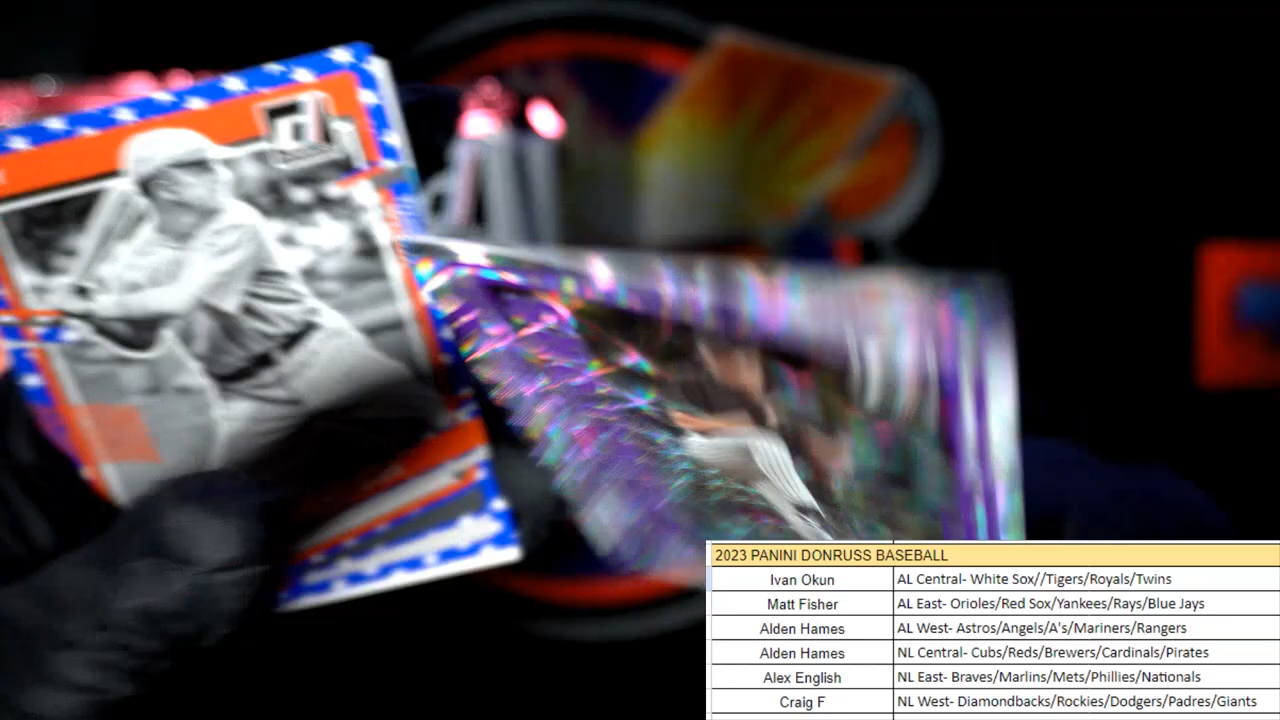 2023 PANINI DONRUSS BASEBALL
Ivan Okun AL Central- White Sox//Tigers/Royals/Twins
Matt Fisher AL East- Orioles/Red Sox/Yankees/Rays/Blue Jays
Alden Hames AL West- Astros/Angels/A's/Mariners/Rangers
Alden Hames NL Central- Cubs/Reds/Brewers/Cardinals/Pirates
Alex English NL East- Braves/Marlins/Mets/Phillies/Nationals
Craig F NL West- Diamondbacks/Rockies/Dodgers/Padres/Giants